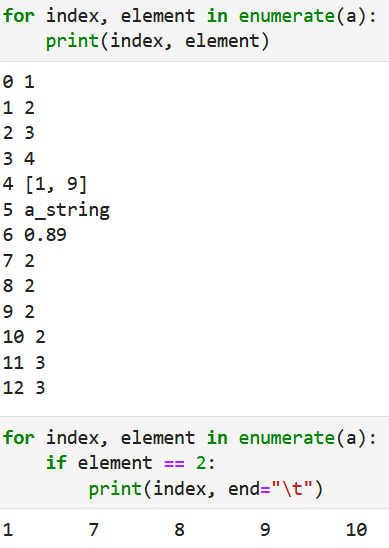 for index, element in enumerate(a):
    print(index, element)
0 1
1 2
2 3
3 4
4 [1, 9]
5 a_string
6 0.89
7 2
8 2
9 2
10 2
11 3
12 3
for index, element in enumerate(a):
    if element == 2:
        print(index, end="\t")
1	7	8	9	10